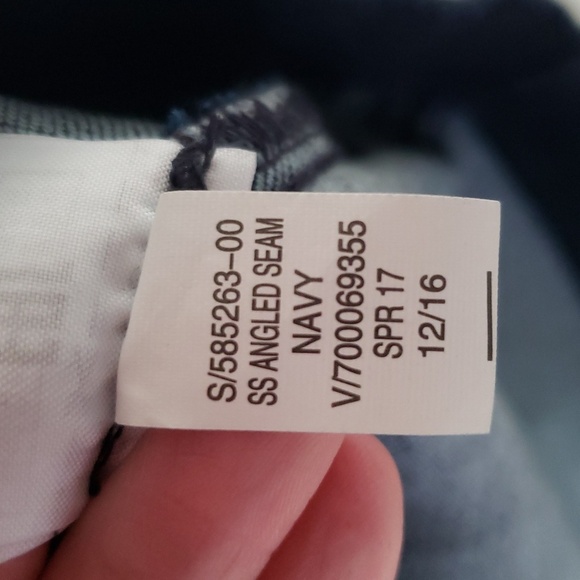 S/585263-00
SS ANGLED SEAM
NAVY
V/700069355
SPR 17
12/16